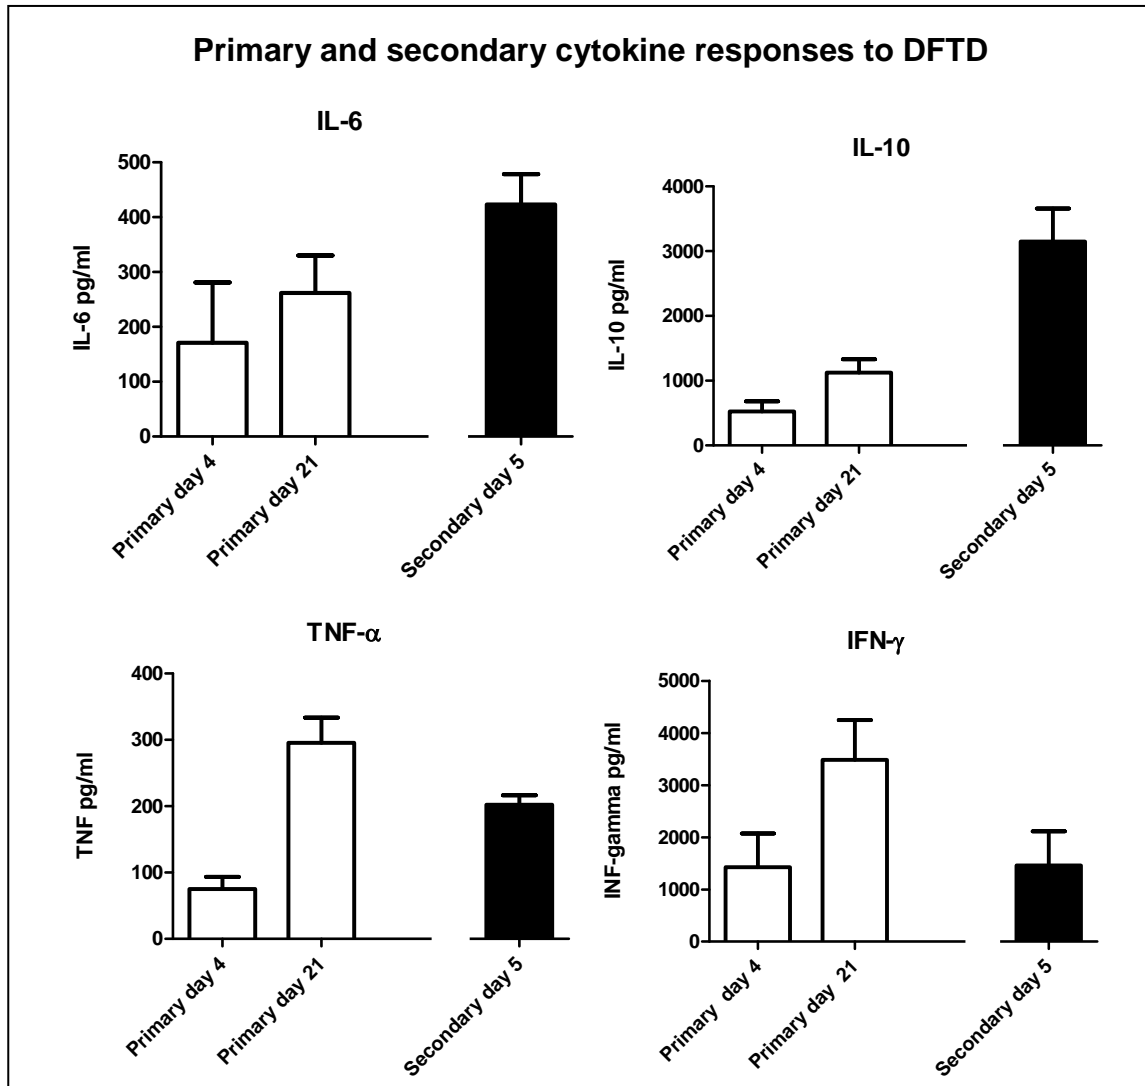 Primary and secondary cytokine responses to DFTD
IL-6
500
400
300
200
100
0
IL-6 pg/ml
Primary day 4
Primary day 21
Secondary day 5
IL-10
4000
3000
2000
1000
0
IL-10 pg/ml
Primary day 4
Primary day 21
Secondary day 5
TNF-α
400
300
200
100
0
TNF pg/ml
Primary day 4
Primary day 21
Secondary day 5
IFN-γ
5000
4000
3000
2000
1000
0
INF-gamma pg/ml
Primary day 4
Primary day 21
Secondary day 5